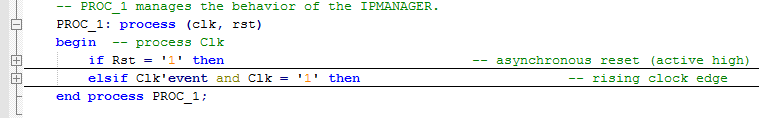 -- PROC_1 manages the behavior of the IPMANAGER.
PROC_1: process (clk, rst)
begin  -- process Clk
if Rst = '1' then -- asynchronous reset (active high)
elsif Clk'event and Clk = '1' then -- rising clock edge
end process PROC_1;